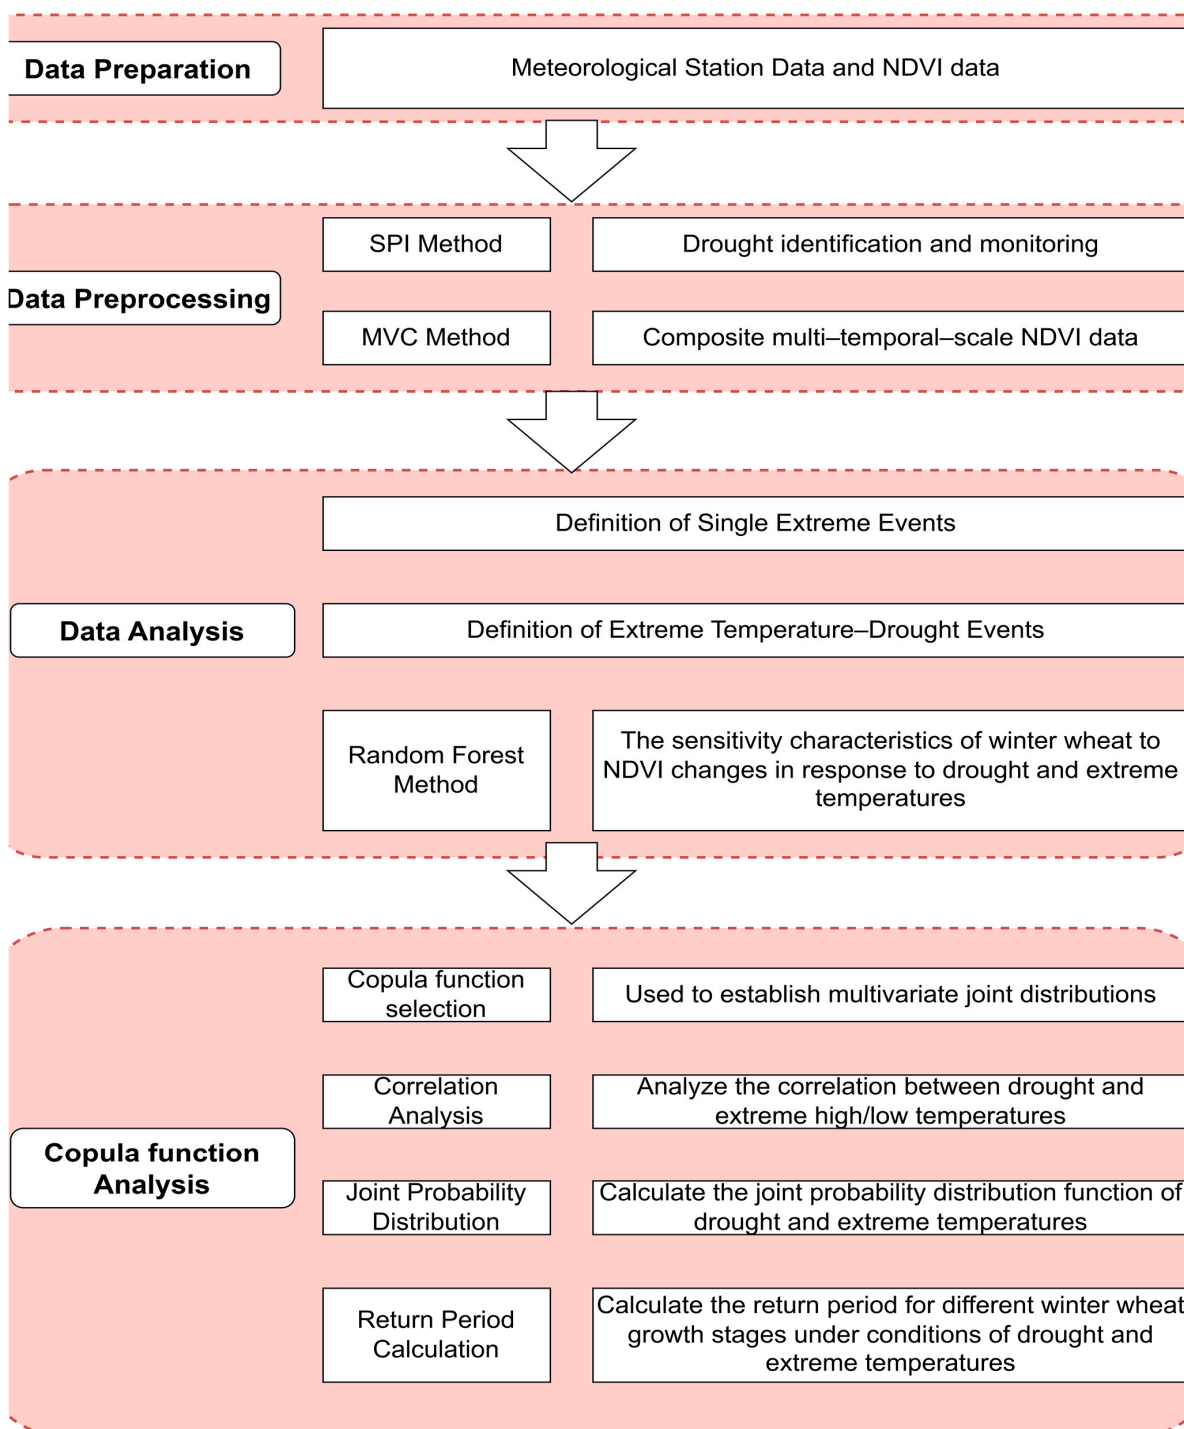 Data Preparation
Meteorological Station Data and NDVI data
SPI Method
Drought identification and monitoring
Data Preprocessing
MVC Method
Composite multi–temporal–scale NDVI data
Definition of Single Extreme Events
Data Analysis
Definition of Extreme Temperature–Drought Events
Random Forest
Method
The sensitivity characteristics of winter wheat to
NDVI changes in response to drought and extreme
temperatures
Copula function
selection
Used to establish multivariate joint distributions
Correlation
Analysis
Analyze the correlation between drought and
extreme high/low temperatures
Copula function
Analysis
Joint Probability
Distribution
Calculate the joint probability distribution function of
drought and extreme temperatures
Return Period
Calculation
Calculate the return period for different winter wheat
growth stages under conditions of drought and
extreme temperatures